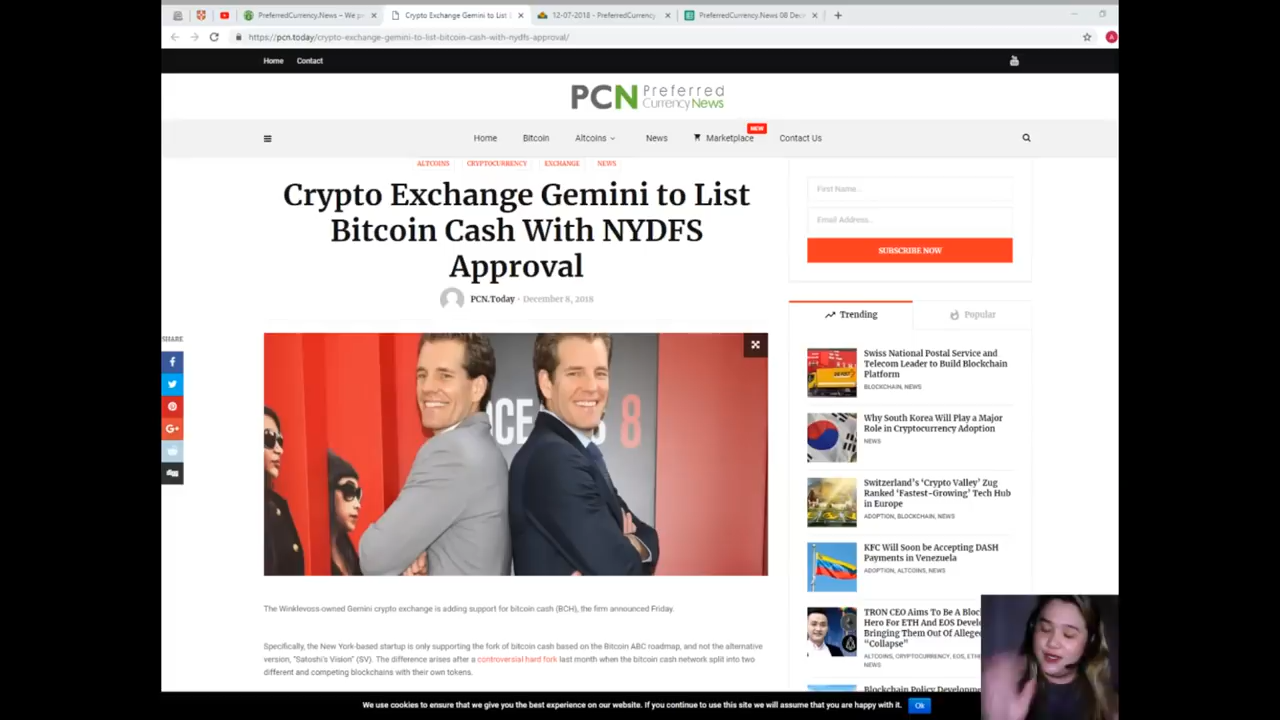 PreferredCurrency.News – We pr
Crypto Exchange Gemini to List
12-07-2018 - PreferredCurrency
PreferredCurrency.News 08 Dec
https://pcn.today/crypto-exchange-gemini-to-list-bitcoin-cash-with-nydfs-approval/
A
Home Contact
PCN Preferred
Currency News
NEW
Home Bitcoin Altcoins News Marketplace Contact Us
ALTCOINS CRYPTOCURRENCY EXCHANGE NEWS
Crypto Exchange Gemini to List
Bitcoin Cash With NYDFS
Approval
PCN.Today - December 8, 2018
SHARE
8
The Winklevoss-owned Gemini crypto exchange is adding support for bitcoin cash (BCH), the firm announced Friday.
Specifically, the New York-based startup is only supporting the fork of bitcoin cash based on the Bitcoin ABC roadmap, and not the alternative
version, "Satoshi's Vision" (SV). The difference arises after a controversial hard fork last month when the bitcoin cash network split into two
different and competing blockchains with their own tokens.
First Name..
Email Address..
SUBSCRIBE NOW
Trending Popular
Swiss National Postal Service and
Telecom Leader to Build Blockchain
Platform
BLOCKCHAIN, NEWS
Why South Korea Will Play a Major
Role in Cryptocurrency Adoption
NEWS
Switzerland's 'Crypto Valley' Zug
Ranked 'Fastest-Growing' Tech Hub
in Europe
ADOPTION, BLOCKCHAIN, NEWS
KFC Will Soon be Accepting DASH
Payments in Venezuela
ADOPTION, ALTCOINS, NEWS
TRON CEO Aims To Be A Bloc
Hero For ETH And EOS Devel
Bringing Them Out Of Alleged
"Collapse"
ALTCOINS, CRYPTOCURRENCY, EOS, ETHE
NEWS
Blockchain Policy Developme
We use cookies to ensure that we give you the best experience on our website. If you continue to use this site we will assume that you are happy with it. Ok